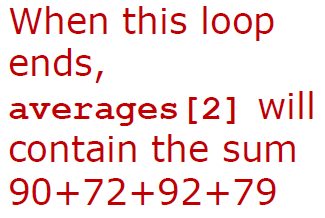 When this loop
ends,
averages[2] will
contain the sum
90+72+92+79